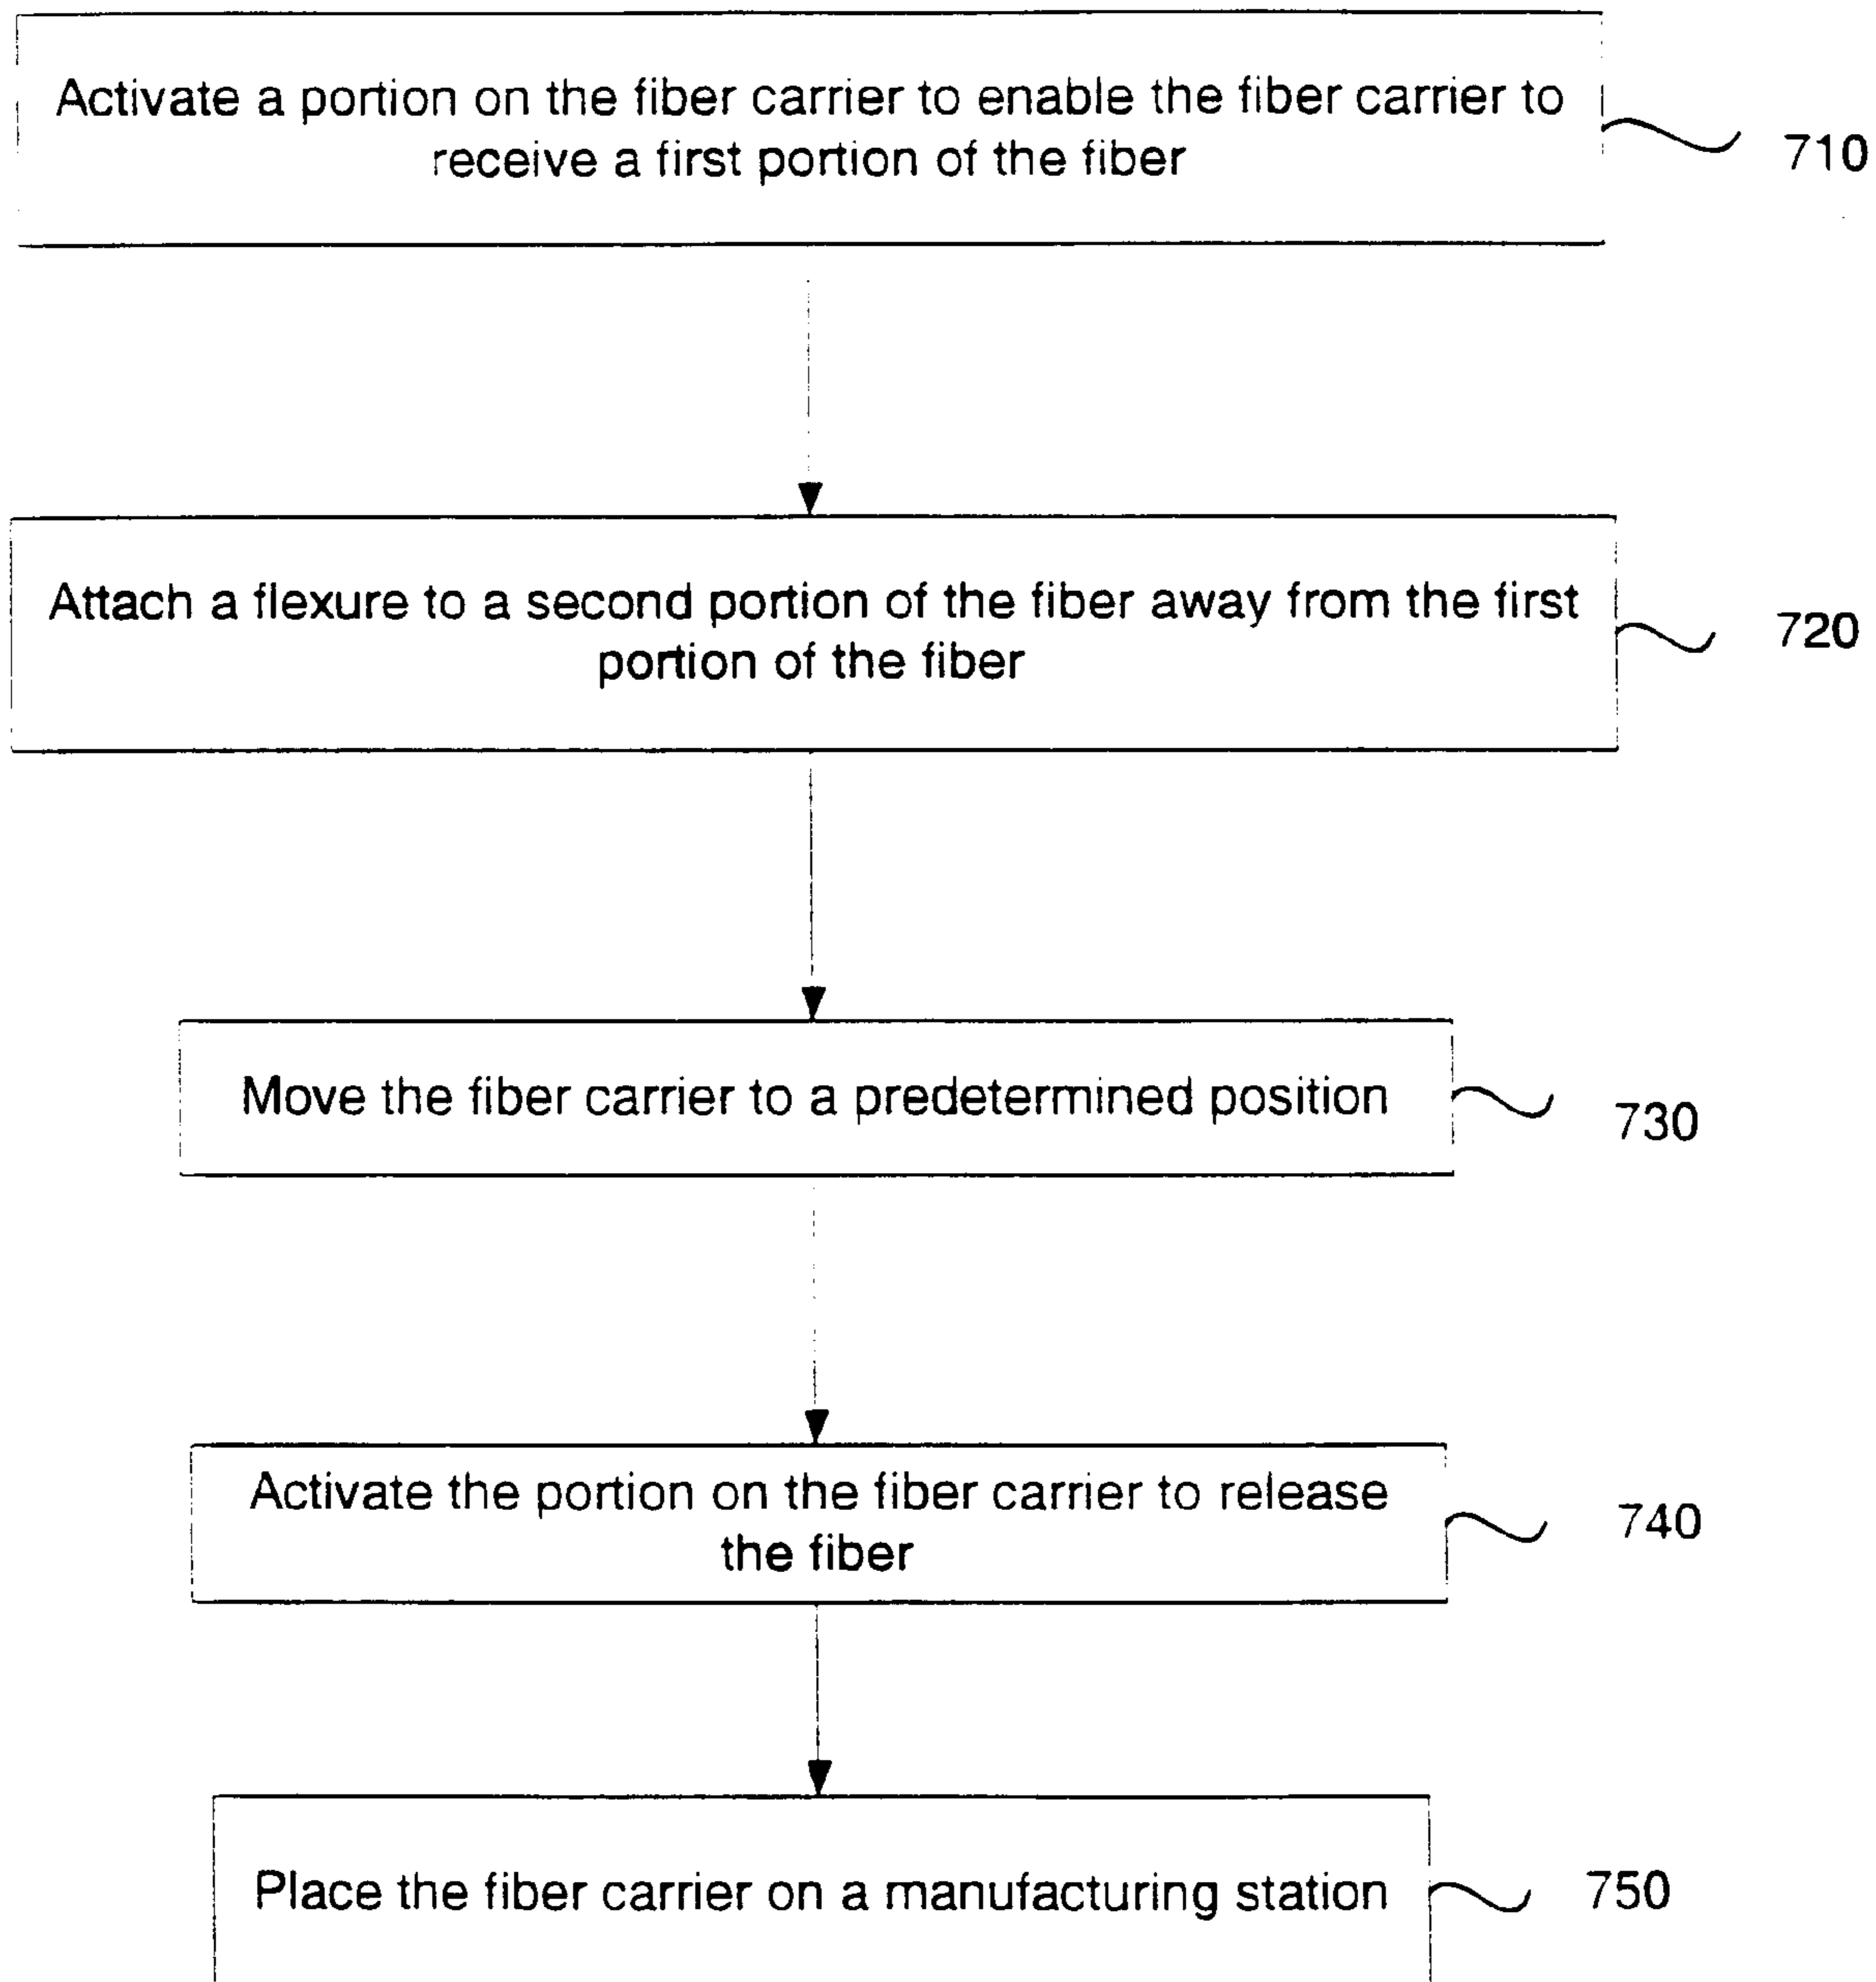 Activate a portion on the fiber carrier to enable the fiber carrier to
receive a first portion of the fiber
710
Attach a flexure to a second portion of the fiber away from the first
portion of the fiber
720
Move the fiber carrier to a predetermined position
730
Activate the portion on the fiber carrier to release
the fiber
740
Place the fiber carrier on a manufacturing station
750